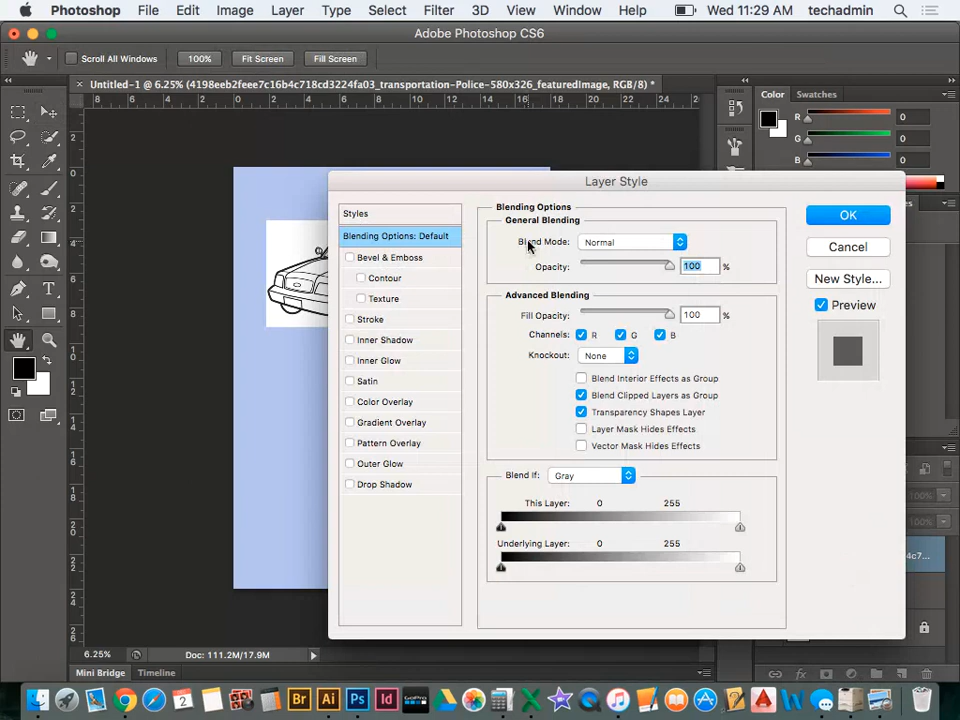 Photoshop File Edit Image Layer Type Select Filter 3D View Window Help Wed 11:29 AM techadmin
Adobe Photoshop CS6
Scroll All Windows 100% Fit Screen Fill Screen
× Untitled-1 @ 6.25% (4198eeb2feee7c16b4c718cd3224fa03_transportation-Police-580x326_featuredImage, RGB/8) *
Color Swatches
R 0
G 0
B 0
Layer Style
Styles
Blending Options: Default
Bevel & Emboss
Contour
Texture
Stroke
Inner Shadow
Inner Glow
Satin
Color Overlay
Gradient Overlay
Pattern Overlay
Outer Glow
Drop Shadow
Blending Options
General Blending
Blend Mode: Normal
Opacity: 100 %
Advanced Blending
Fill Opacity: 100 %
Channels: R G B
Knockout: None
Blend Interior Effects as Group
Blend Clipped Layers as Group
Transparency Shapes Layer
Layer Mask Hides Effects
Vector Mask Hides Effects
Blend If: Gray
This Layer: 0 255
Underlying Layer: 0 255
OK
Cancel
New Style...
Preview
6.25% Doc: 111.2M/17.9M
Mini Bridge Timeline
Br Ai Ps Id